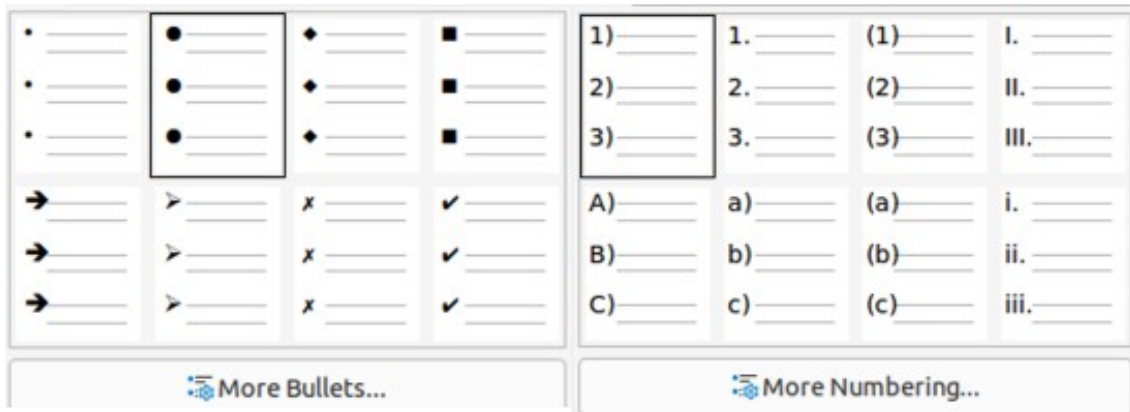 • ● ◆ ■
• ● ◆ ■
• ● ◆ ■
➔ ➢ ✗ ✔
➔ ➢ ✗ ✔
➔ ➢ ✗ ✔
More Bullets...
1) 1. (1) I.
2) 2. (2) II.
3) 3. (3) III.
A) a) (a) i.
B) b) (b) ii.
C) c) (c) iii.
More Numbering...